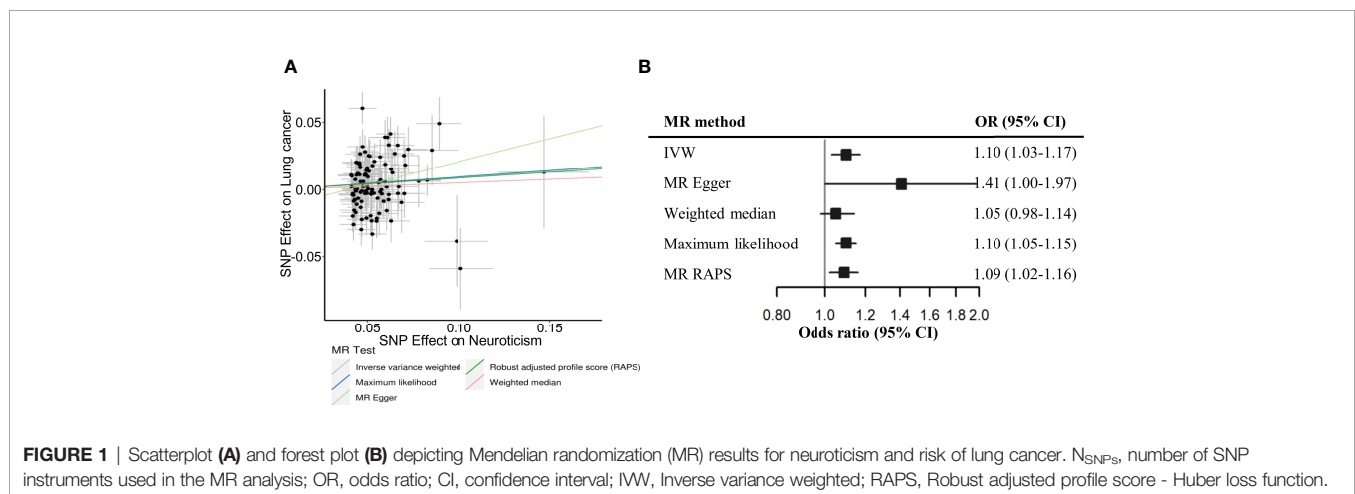 A
B
0.05
0.00
-0.05
SNP Effect on Lung cancer
0.05 0.10 0.15
SNP Effect on Neuroticism
MR Test
Inverse variance weighted
Maximum likelihood
MR Egger
Robust adjusted profile score (RAPS)
Weighted median
MR method OR (95% CI)
IVW 1.10 (1.03-1.17)
MR Egger 1.41 (1.00-1.97)
Weighted median 1.05 (0.98-1.14)
Maximum likelihood 1.10 (1.05-1.15)
MR RAPS 1.09 (1.02-1.16)
0.80 1.0 1.2 1.4 1.6 1.8 2.0
Odds ratio (95% CI)
FIGURE 1 | Scatterplot (A) and forest plot (B) depicting Mendelian randomization (MR) results for neuroticism and risk of lung cancer. NSNPs, number of SNP
instruments used in the MR analysis; OR, odds ratio; CI, confidence interval; IVW, Inverse variance weighted; RAPS, Robust adjusted profile score - Huber loss function.